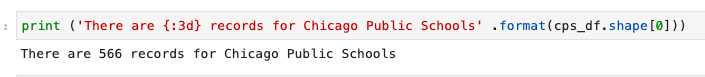 print ('There are {:3d} records for Chicago Public Schools' .format(cps_df.shape[0]))
There are 566 records for Chicago Public Schools